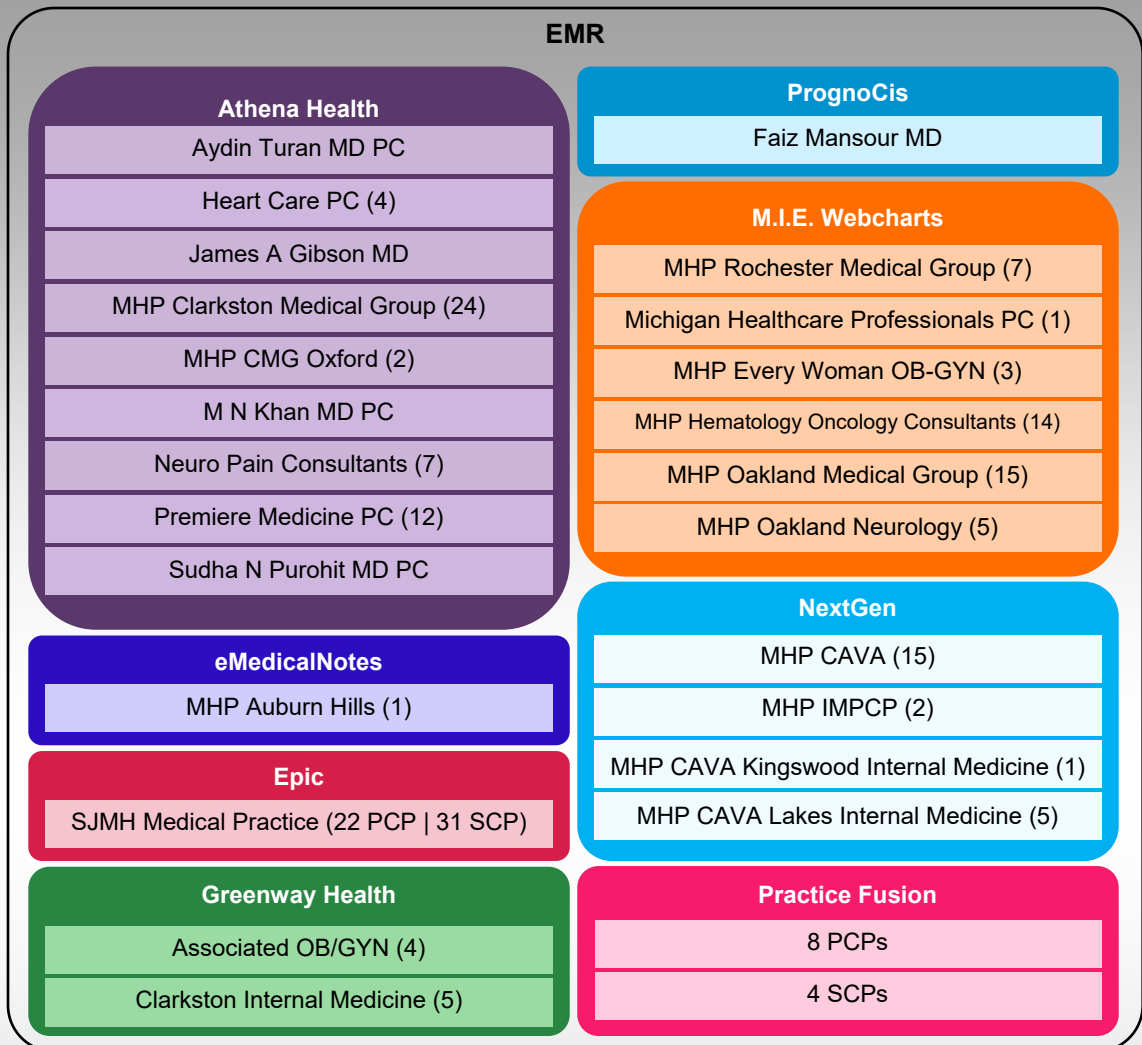 EMR
Athena Health
Aydin Turan MD PC
Heart Care PC (4)
James A Gibson MD
MHP Clarkston Medical Group (24)
MHP CMG Oxford (2)
M N Khan MD PC
Neuro Pain Consultants (7)
Premiere Medicine PC (12)
Sudha N Purohit MD PC
eMedicalNotes
MHP Auburn Hills (1)
Epic
SJMH Medical Practice (22 PCP | 31 SCP)
Greenway Health
Associated OB/GYN (4)
Clarkston Internal Medicine (5)
PrognoCis
Faiz Mansour MD
M.I.E. Webcharts
MHP Rochester Medical Group (7)
Michigan Healthcare Professionals PC (1)
MHP Every Woman OB-GYN (3)
MHP Hematology Oncology Consultants (14)
MHP Oakland Medical Group (15)
MHP Oakland Neurology (5)
NextGen
MHP CAVA (15)
MHP IMPCP (2)
MHP CAVA Kingswood Internal Medicine (1)
MHP CAVA Lakes Internal Medicine (5)
Practice Fusion
8 PCPs
4 SCPs